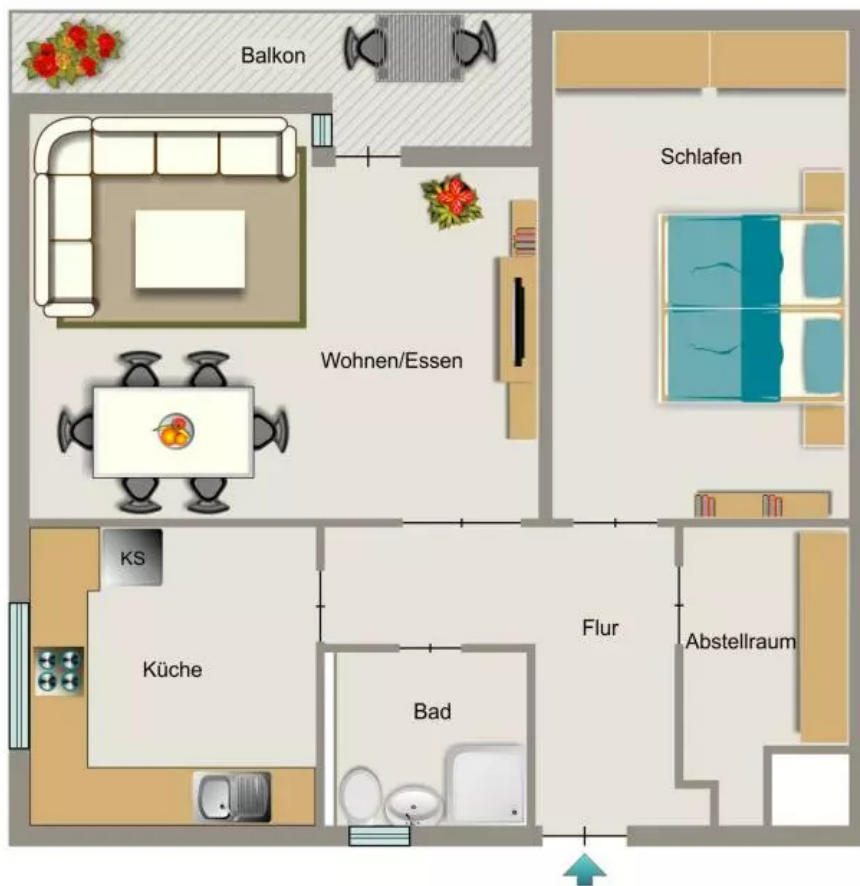 Balkon
Schlafen
Wohnen/Essen
KS
Küche
Flur
Abstellraum
Bad